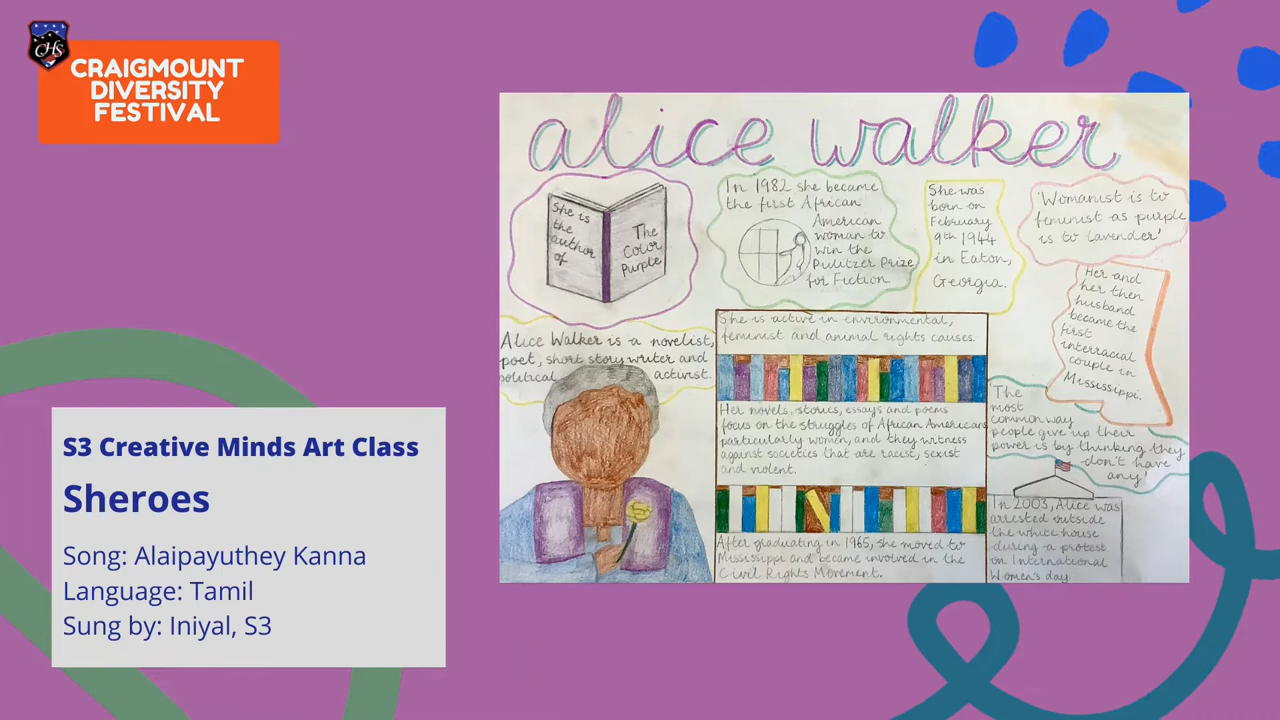 CHS
CRAIGMOUNT
DIVERSITY
FESTIVAL
S3 Creative Minds Art Class
Sheroes
Song: Alaipayuthey Kanna
Language: Tamil
Sung by: Iniyal, S3
alice walker
She is
the
author
of
The
Color
Purple
In 1982 she became
the first African
American
woman to
win the
Pulitzer Prize
for Fiction.
She was
born on
February
9th 1944
in Eaton,
Georgia.
'Womanist is to
feminist as purple
is to lavender'
Her and
her then
husband
became the
first
interracial
couple in
Mississippi.
Alice Walker is a novelist,
poet, short story writer and
political activist.
She is active in environmental,
feminist and animal rights causes.
Her novels, stories, essays and poems
focus on the struggles of African Americans
particularly women, and they witness
against societies that are racist, sexist
and violent.
After graduating in 1965, she moved to
Mississippi and became involved in the
Civil Rights Movement.
The
most
common way
people give up their
power is by thinking they
don't have
any!
In 2003, Alice was
arrested outside
the white house
during a protest
on International
Women's day.